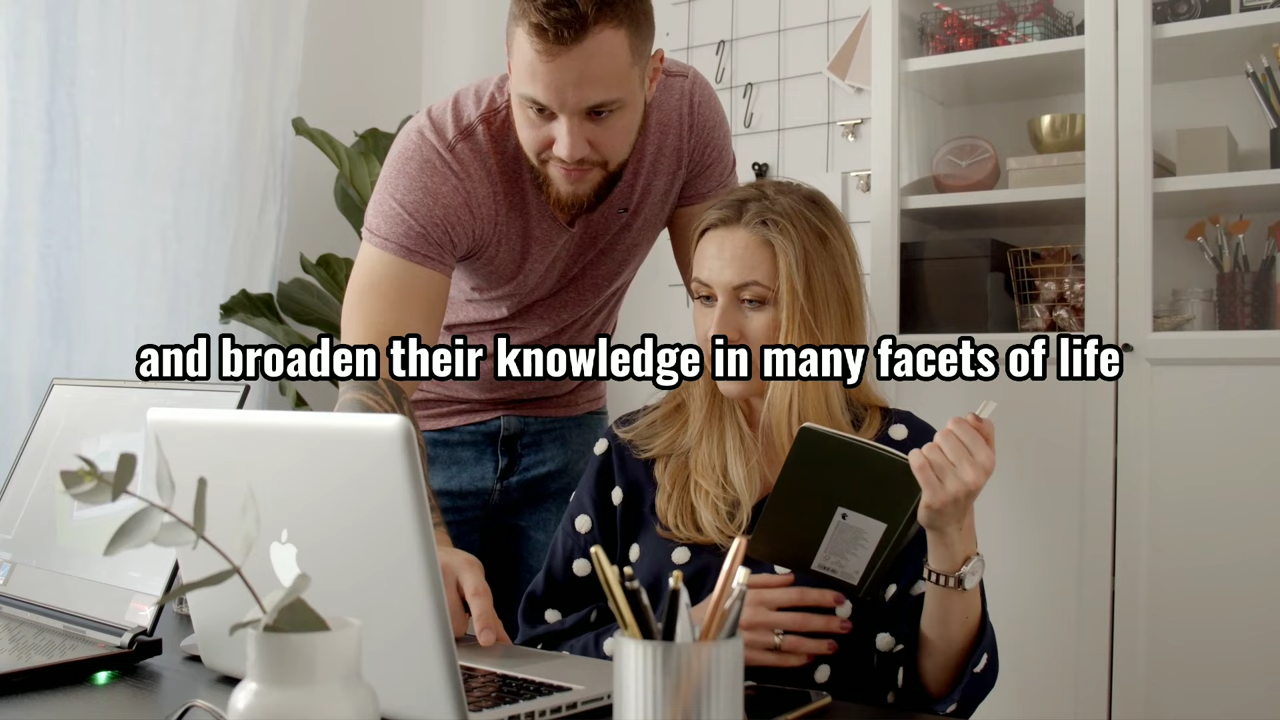 and broaden their knowledge in many facets of life